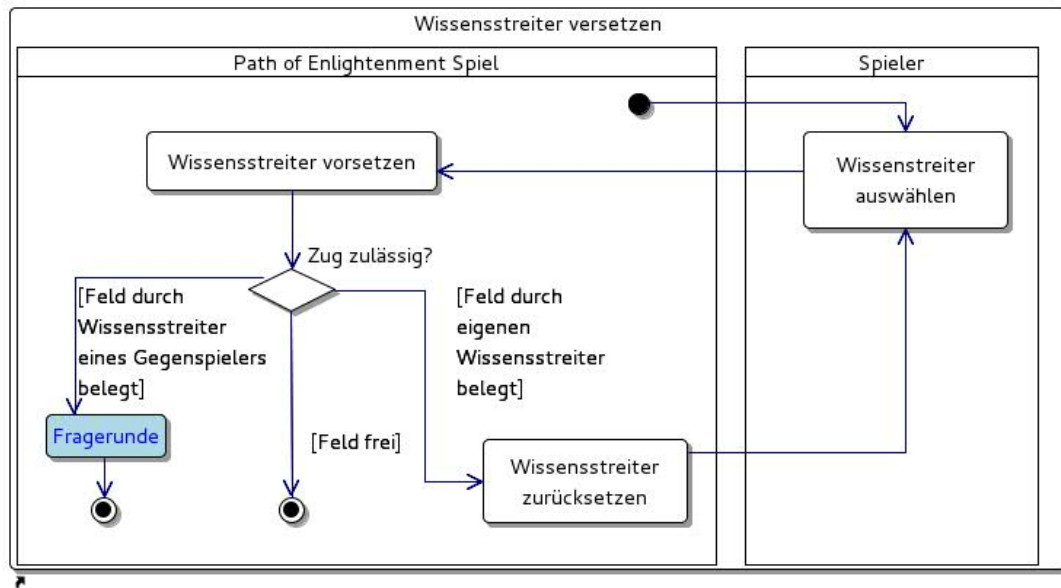 Wissensstreiter versetzen
Path of Enlightenment Spiel
Spieler
Wissensstreiter vorsetzen
Wissenstreiter
auswählen
Zug zulässig?
[Feld durch
Wissensstreiter
eines Gegenspielers
belegt]
[Feld durch
eigenen
Wissensstreiter
belegt]
Fragerunde
[Feld frei]
Wissensstreiter
zurücksetzen